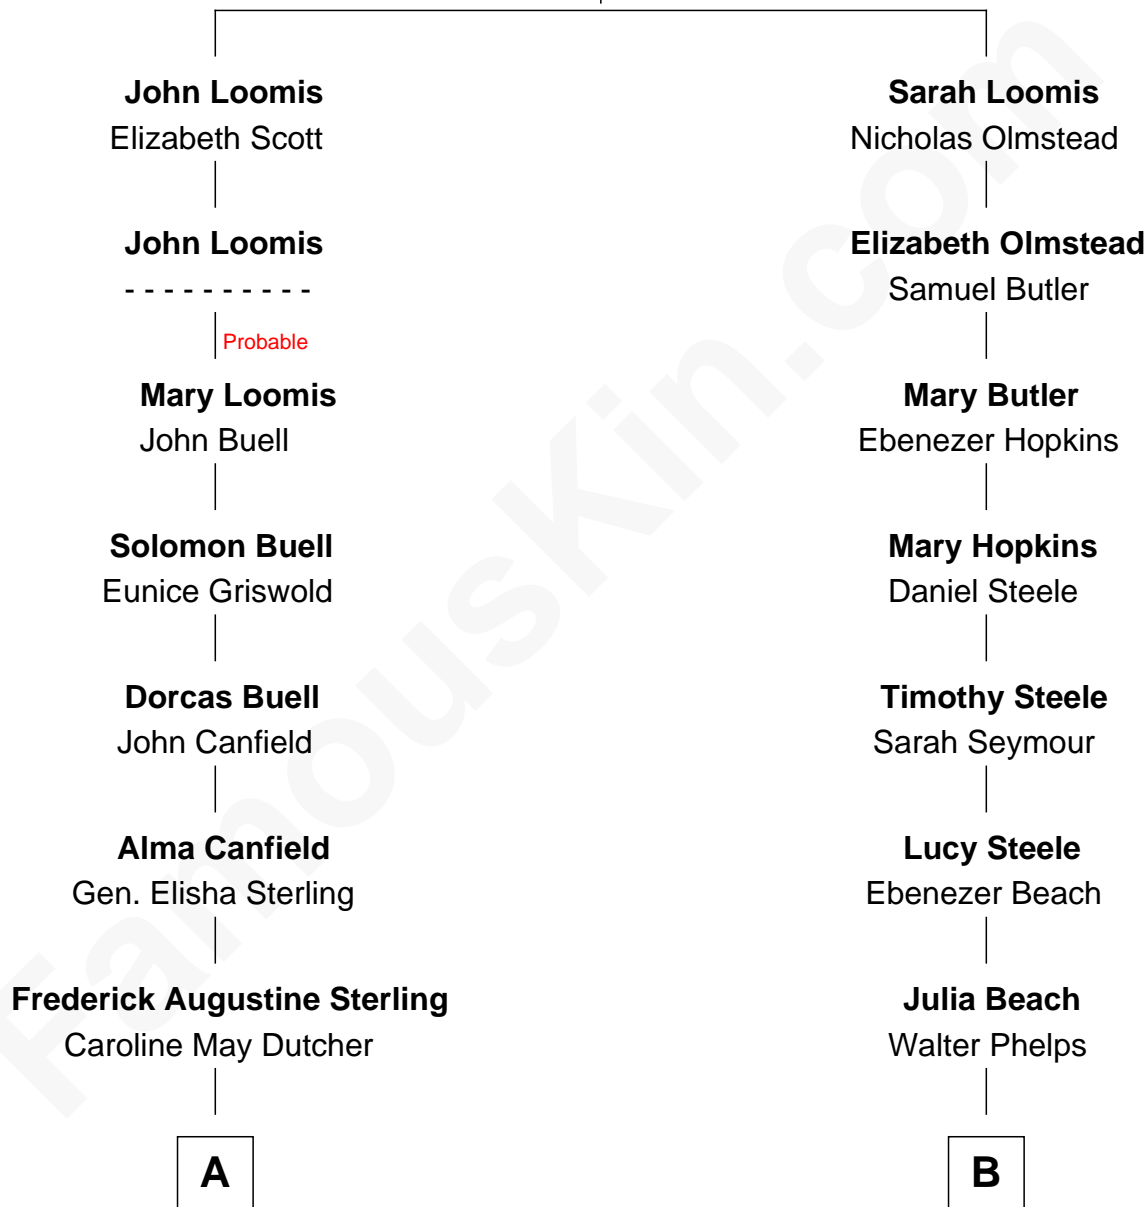 John Loomis
Elizabeth Scott
John Loomis
- - - - - - - - - -
Probable
Mary Loomis
John Buell
Solomon Buell
Eunice Griswold
Dorcas Buell
John Canfield
Alma Canfield
Gen. Elisha Sterling
Frederick Augustine Sterling
Caroline May Dutcher
A
Sarah Loomis
Nicholas Olmstead
Elizabeth Olmstead
Samuel Butler
Mary Butler
Ebenezer Hopkins
Mary Hopkins
Daniel Steele
Timothy Steele
Sarah Seymour
Lucy Steele
Ebenezer Beach
Julia Beach
Walter Phelps
B
FamousKin.com